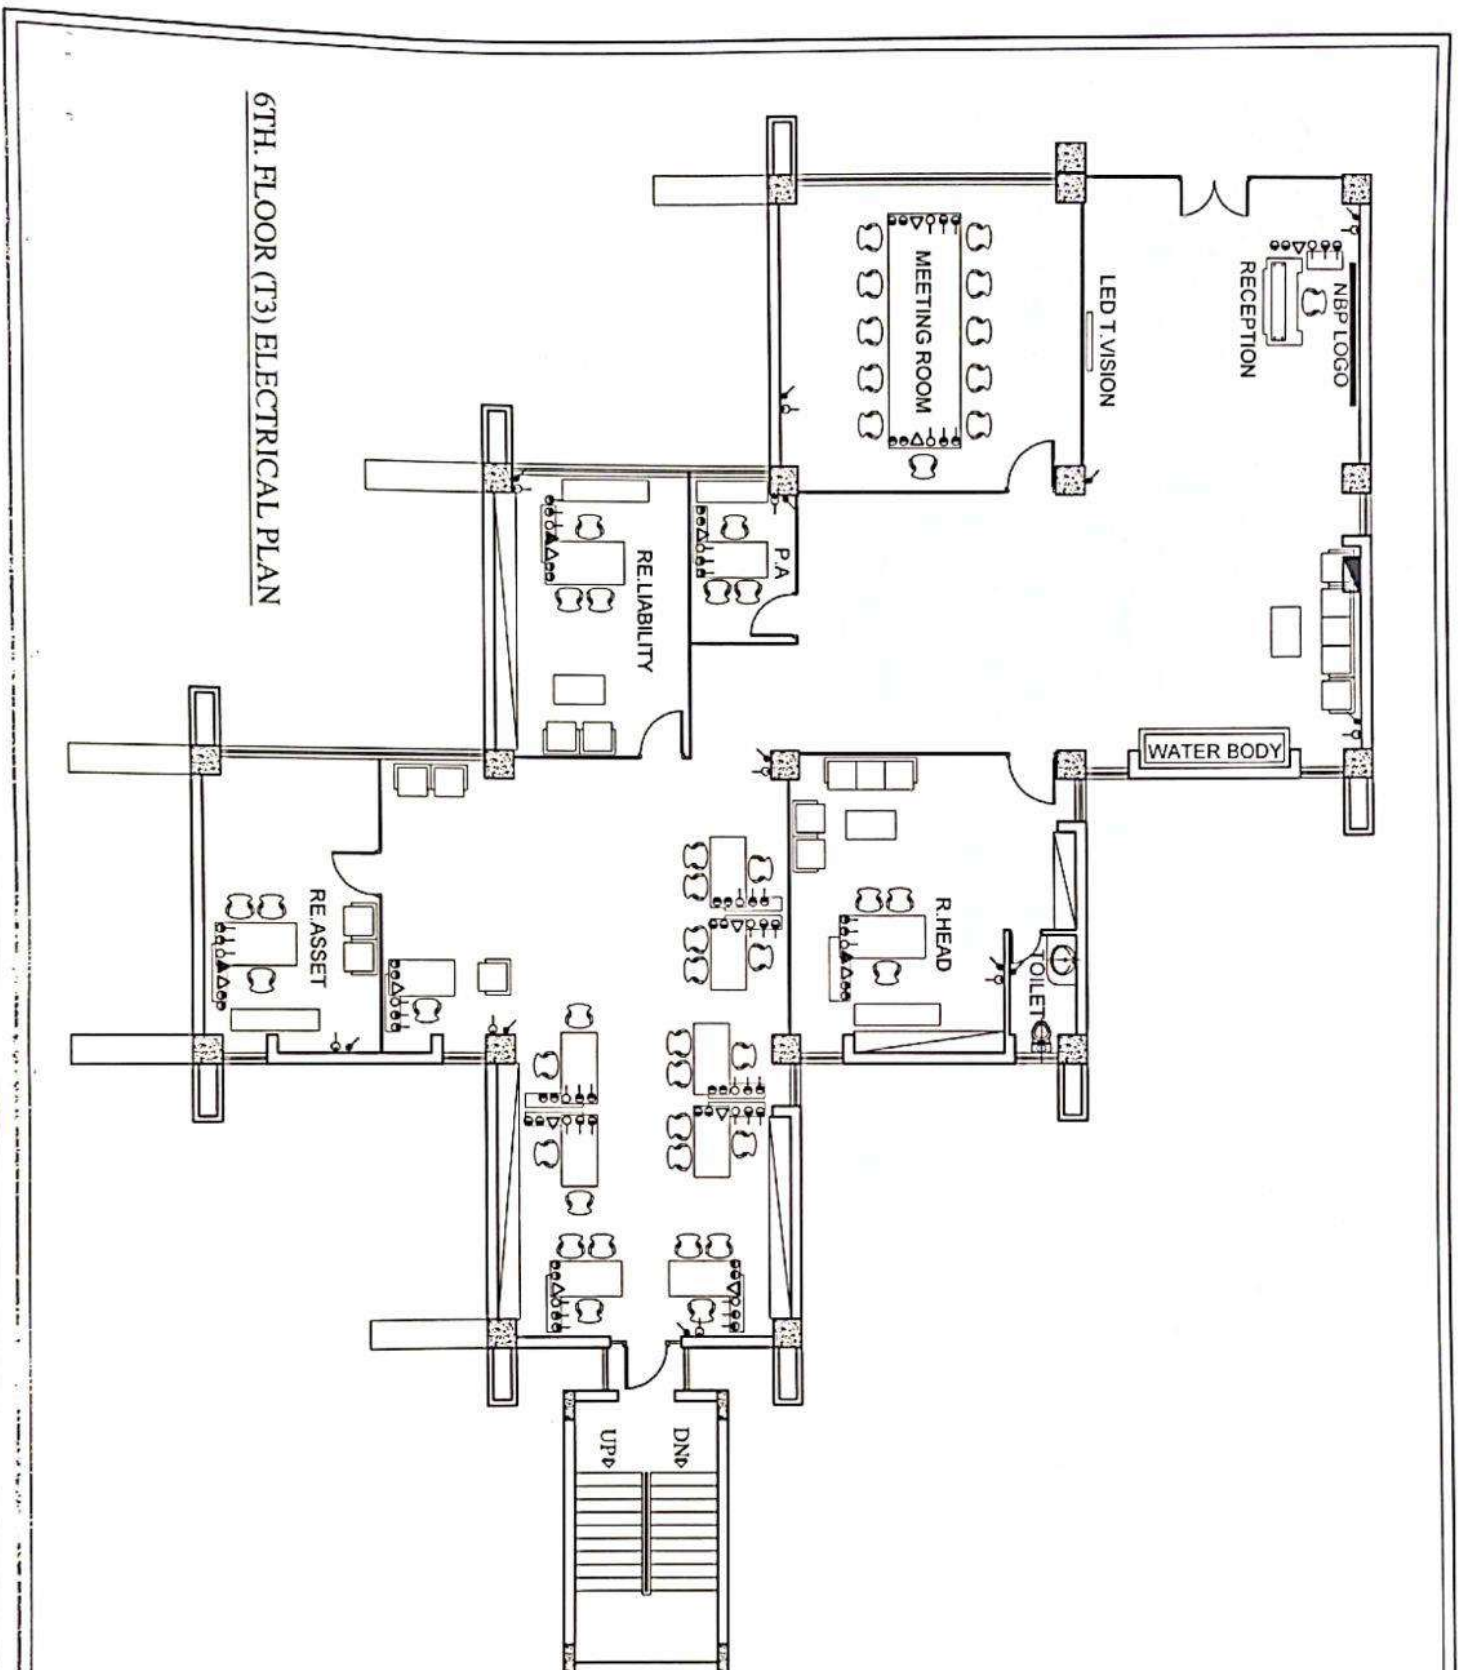 6TH. FLOOR (T3) ELECTRICAL PLAN
NBP LOGO
RECEPTION
LED T.VISION
MEETING ROOM
P.A
RE.LIABILITY
WATER BODY
R.HEAD
TOILET
RE.ASSET
DN
UP